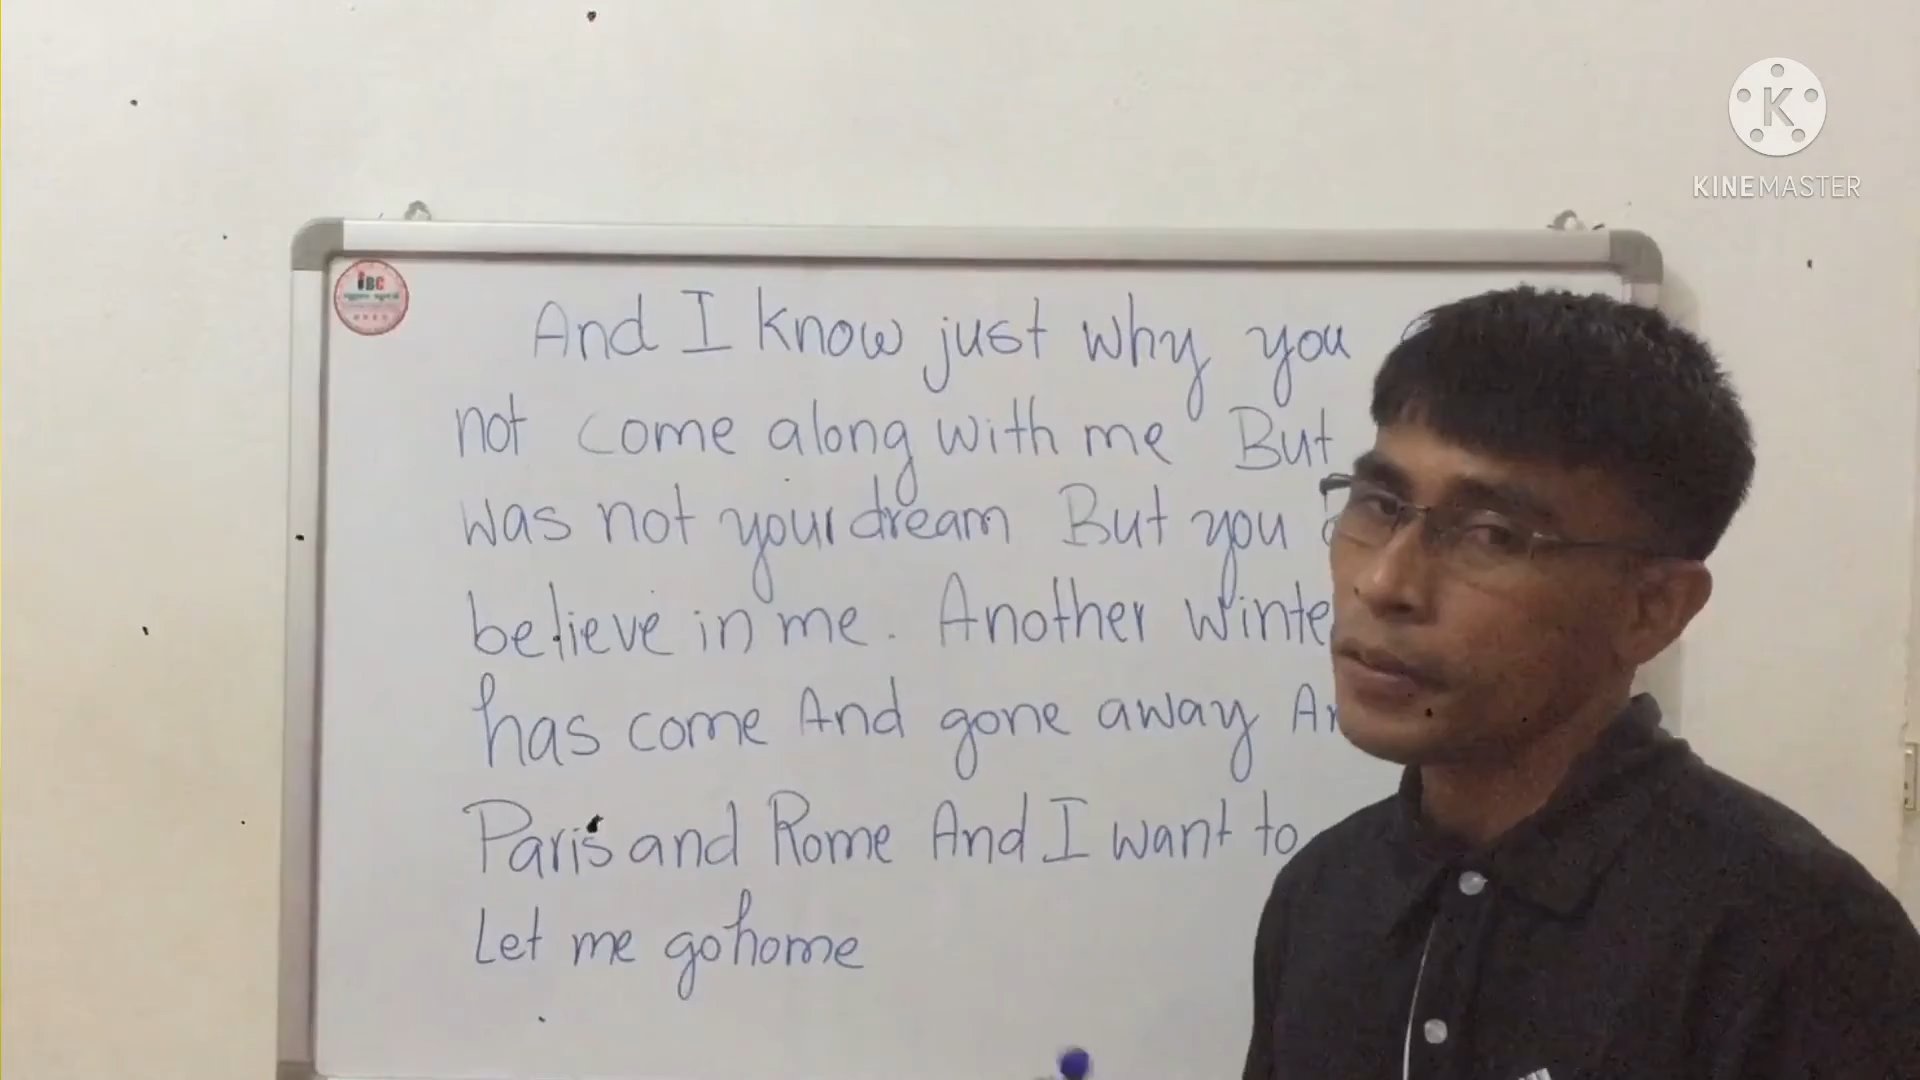 KINEMASTER
IBC
And I know just why you
not come along with me But
was not your dream But you
believe in me. Another Winte
has come And gone away
Paris and Rome And I want to
Let me go home